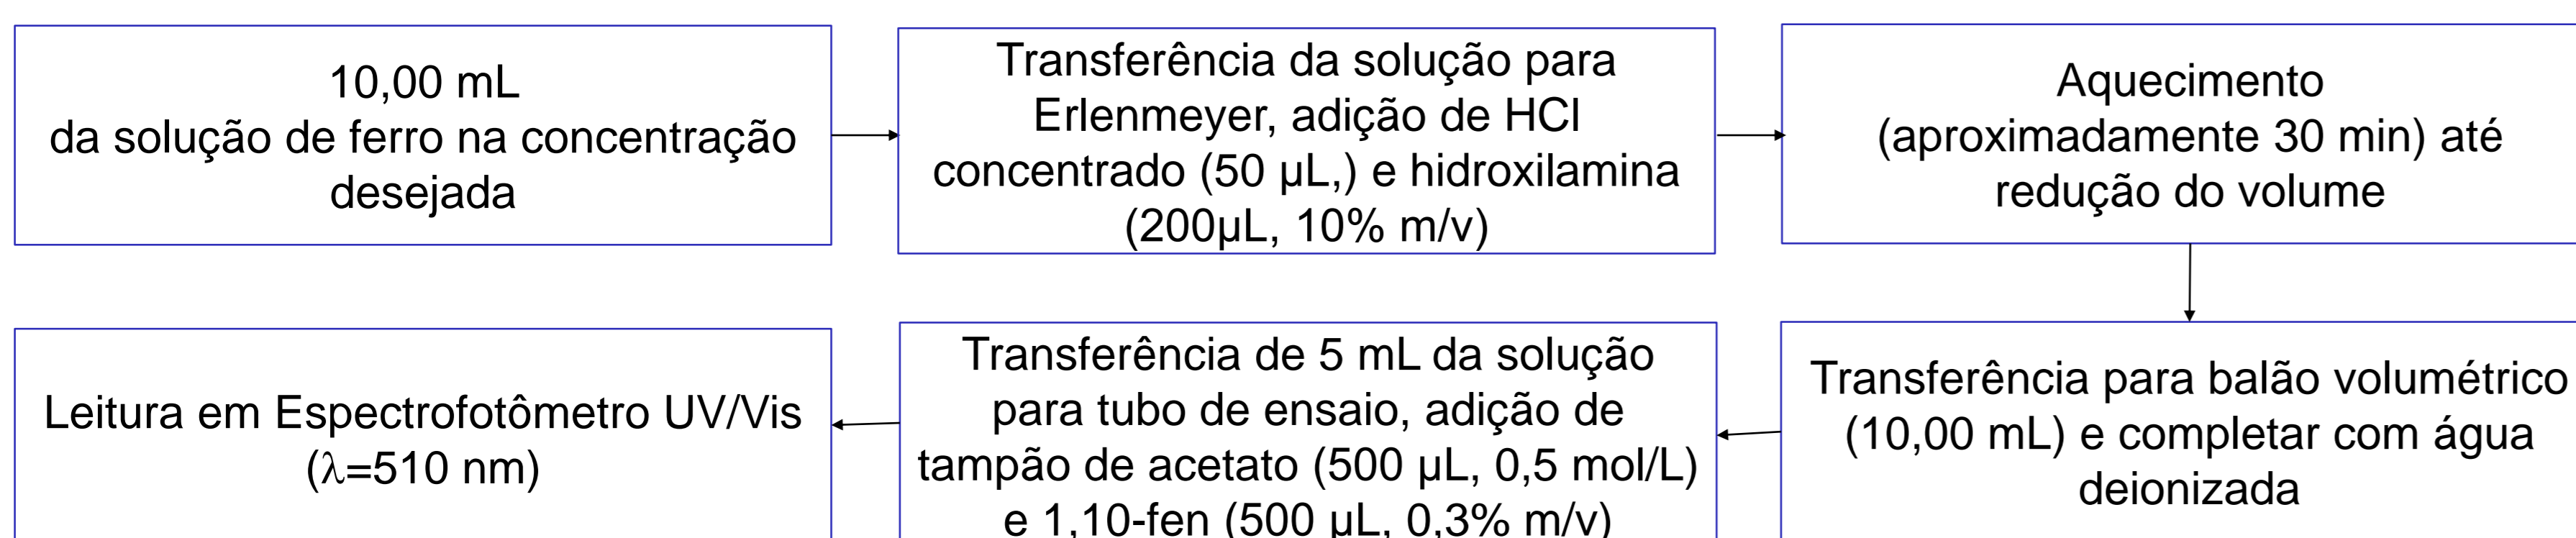 10,00 mL
da solução de ferro na concentração
desejada
Transferência da solução para
Erlenmeyer, adição de HCl
concentrado (50 μL,) e hidroxilamina
(200μL, 10% m/v)
Aquecimento
(aproximadamente 30 min) até
redução do volume
Transferência para balão volumétrico
(10,00 mL) e completar com água
deionizada
Transferência de 5 mL da solução
para tubo de ensaio, adição de
tampão de acetato (500 μL, 0,5 mol/L)
e 1,10-fen (500 μL, 0,3% m/v)
Leitura em Espectrofotômetro UV/Vis
(λ=510 nm)